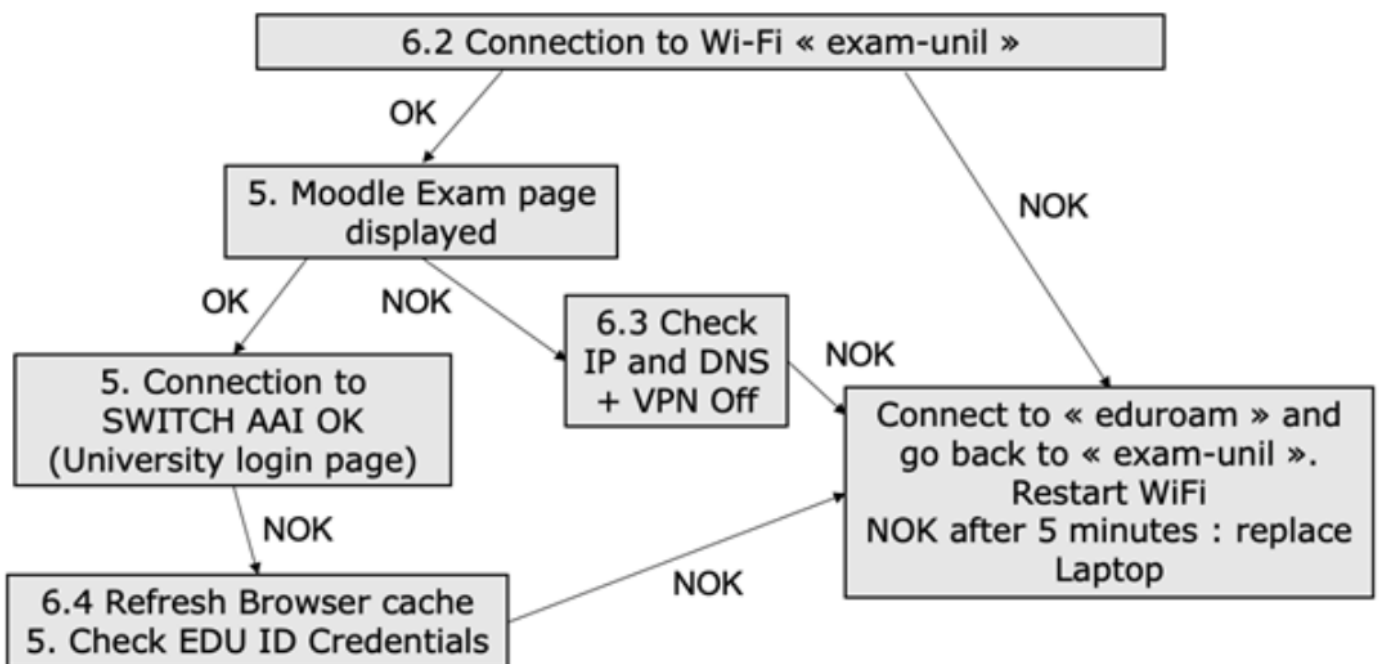 6.2 Connection to Wi-Fi « exam-unil »
OK
NOK
5. Moodle Exam page
displayed
OK
NOK
6.3 Check
IP and DNS
+ VPN Off
NOK
5. Connection to
SWITCH AAI OK
(University login page)
Connect to « eduroam » and
go back to « exam-unil ».
Restart WiFi
NOK after 5 minutes : replace
Laptop
NOK
6.4 Refresh Browser cache
5. Check EDU ID Credentials
NOK